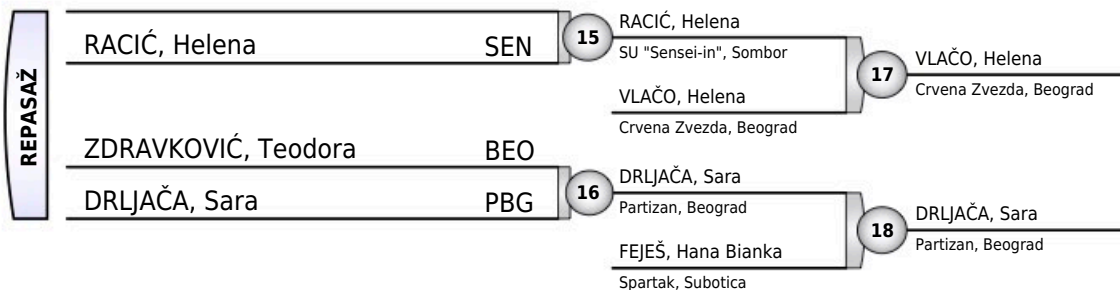 REPASAŽ
RACIĆ, Helena SEN
15
RACIĆ, Helena
SU "Sensei-in", Sombor
VLAČO, Helena
Crvena Zvezda, Beograd
17
VLAČO, Helena
Crvena Zvezda, Beograd
ZDRAVKOVIĆ, Teodora BEO
DRLJAČA, Sara PBG
16
DRLJAČA, Sara
Partizan, Beograd
FEJEŠ, Hana Bianka
Spartak, Subotica
18
DRLJAČA, Sara
Partizan, Beograd